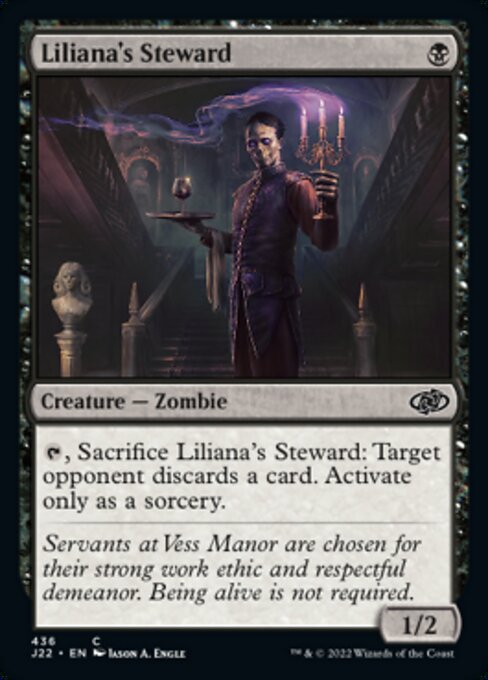 Liliana's Steward
Creature — Zombie
, Sacrifice Liliana's Steward: Target
opponent discards a card. Activate
only as a sorcery.
Servants at Vess Manor are chosen for
their strong work ethic and respectful
demeanor. Being alive is not required.
1/2
436 C
J22 • EN Iason A. Engle
™ & © 2022 Wizards of the Coast